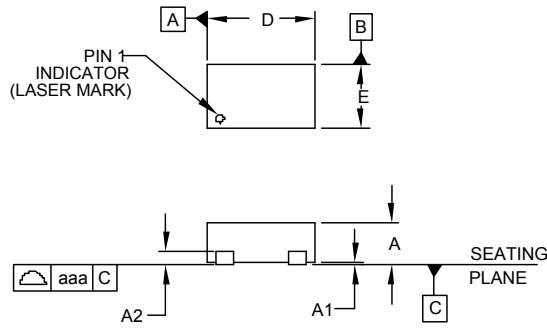 A
D
B
PIN 1
INDICATOR
(LASER MARK)
E
A
SEATING
PLANE
aaa C
A2
A1
C